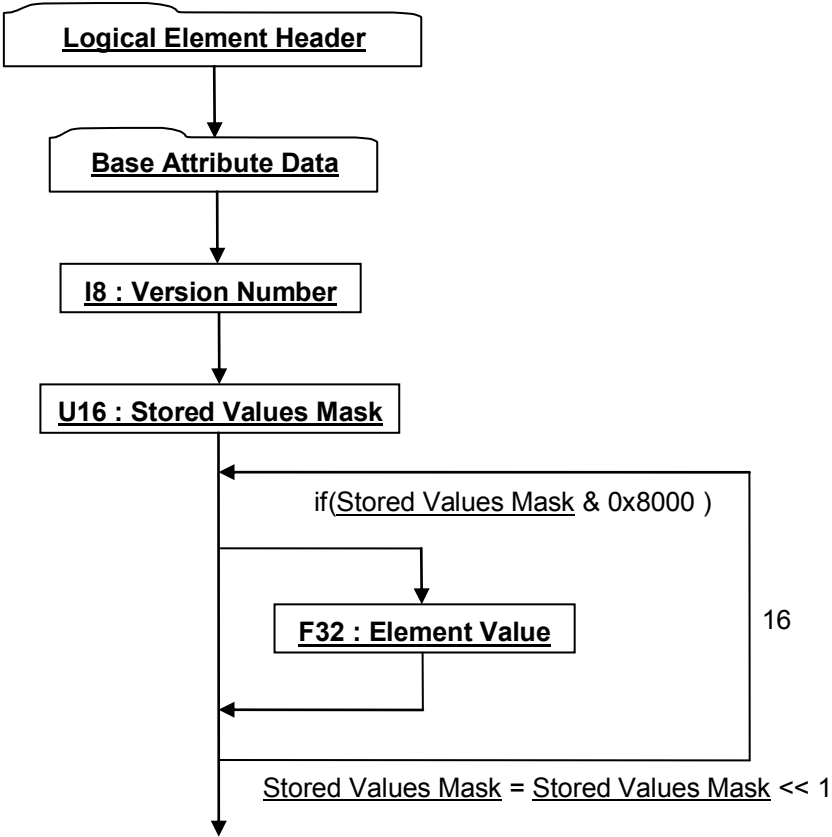 Logical Element Header
Base Attribute Data
I8 : Version Number
U16 : Stored Values Mask
if(Stored Values Mask & 0x8000 )
F32 : Element Value
16
Stored Values Mask = Stored Values Mask << 1